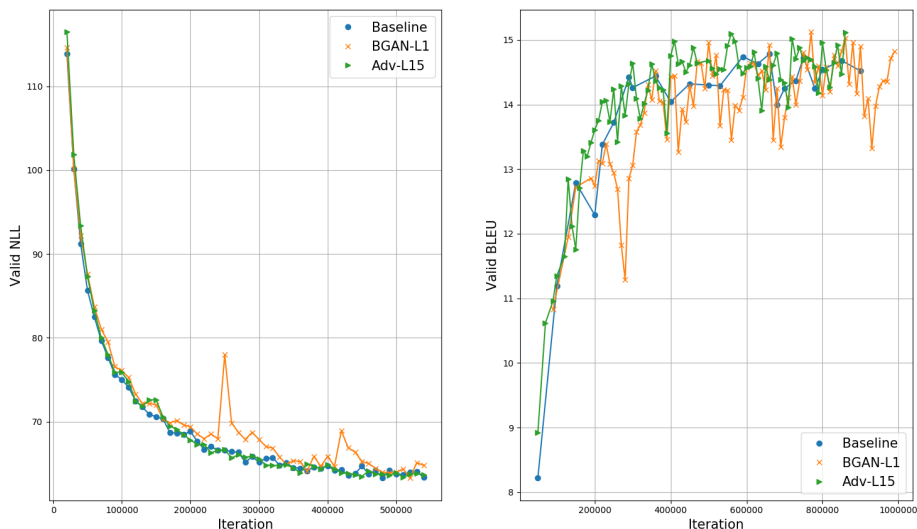 Valid NLL
110
100
90
80
70
0
100000
200000
300000
400000
500000
Iteration
Baseline
BGAN-L1
Adv-L15
Valid BLEU
15
14
13
12
11
10
9
8
200000
400000
600000
800000
1000000
Iteration
Baseline
BGAN-L1
Adv-L15